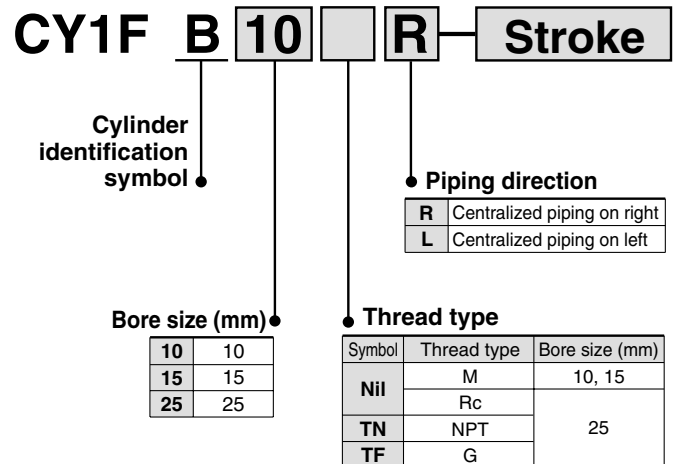 CY1F B 10 R - Stroke
Cylinder
identification
symbol
Piping direction
R Centralized piping on right
L Centralized piping on left
Bore size (mm)
10 10
15 15
25 25
Thread type
Symbol Thread type Bore size (mm)
Nil M 10, 15
Rc
TN NPT 25
TF G